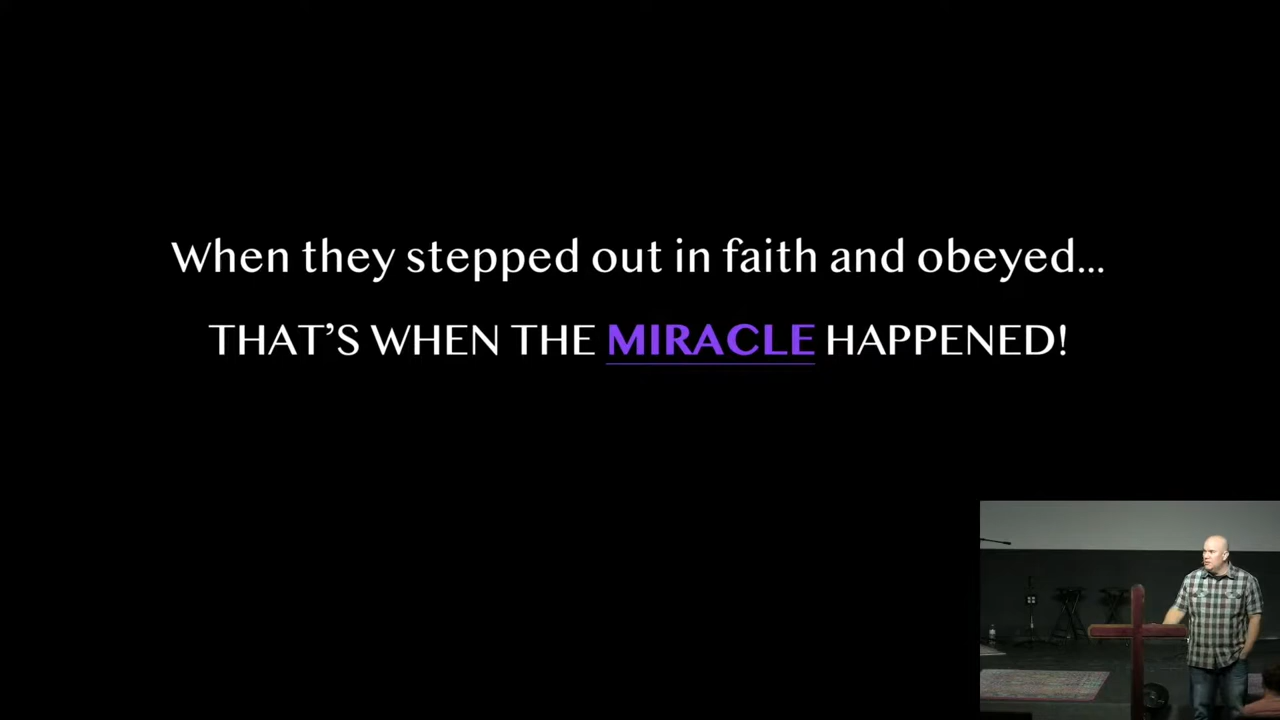 When they stepped out in faith and obeyed...
THAT'S WHEN THE MIRACLE HAPPENED!